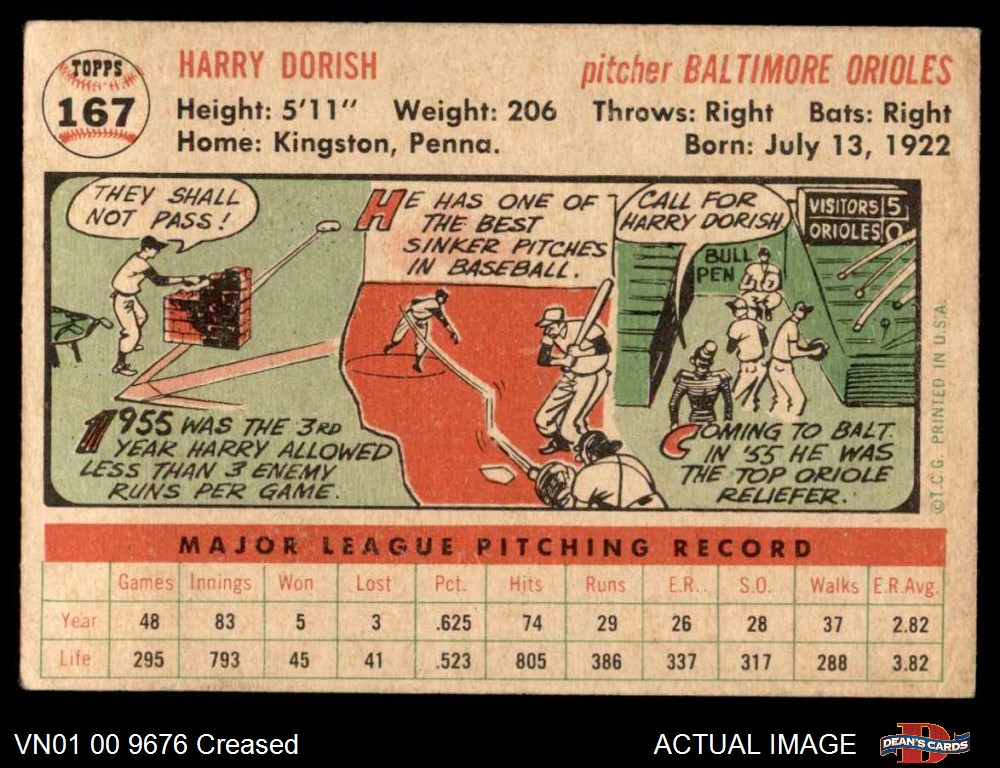 TOPPS
167
HARRY DORISH
pitcher BALTIMORE ORIOLES
Height: 5'11" Weight: 206 Throws: Right Bats: Right
Home: Kingston, Penna. Born: July 13, 1922
THEY SHALL
NOT PASS!
1955 WAS THE 3RD
YEAR HARRY ALLOWED
LESS THAN 3 ENEMY
RUNS PER GAME.
HE HAS ONE OF
THE BEST
SINKER PITCHES
IN BASEBALL.
CALL FOR
HARRY DORISH
BULL
PEN
VISITORS 5
ORIOLES 0
COMING TO BALT.
IN '55 HE WAS
THE TOP ORIOLE
RELIEFER.
©T.C.G. PRINTED IN U.S.A.
MAJOR LEAGUE PITCHING RECORD
Games Innings Won Lost Pct. Hits Runs E.R. S.O. Walks E.R.Avg.
Year 48 83 5 3 .625 74 29 26 28 37 2.82
Life 295 793 45 41 .523 805 386 337 317 288 3.82
VN01 00 9676 Creased
ACTUAL IMAGE
D
DEAN'S CARDS